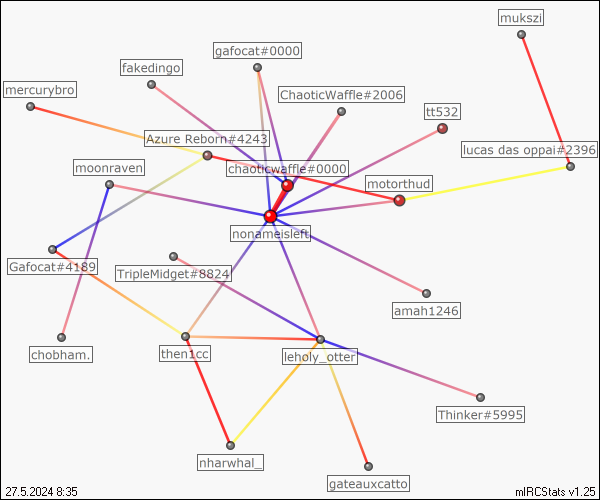 mukszi
gafocat#0000
fakedingo
mercurybro
ChaoticWaffle#2006
tt532
Azure Reborn#4243
lucas das oppai#2396
moonraven
chaoticwaffle#0000
motorthud
nonameisleft
Gafocat#4189
TripleMidget#8824
amah1246
chobham.
then1cc
leholy_otter
Thinker#5995
nharwhal_
gateauxcatto
27.5.2024 8:35
mIRCStats v1.25